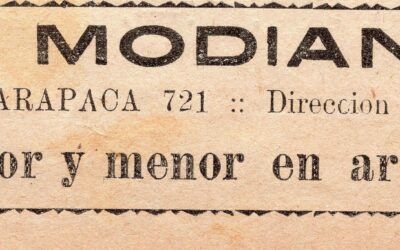 MODIAN
ARAPACA 721 :: Direccion
or y menor en ar